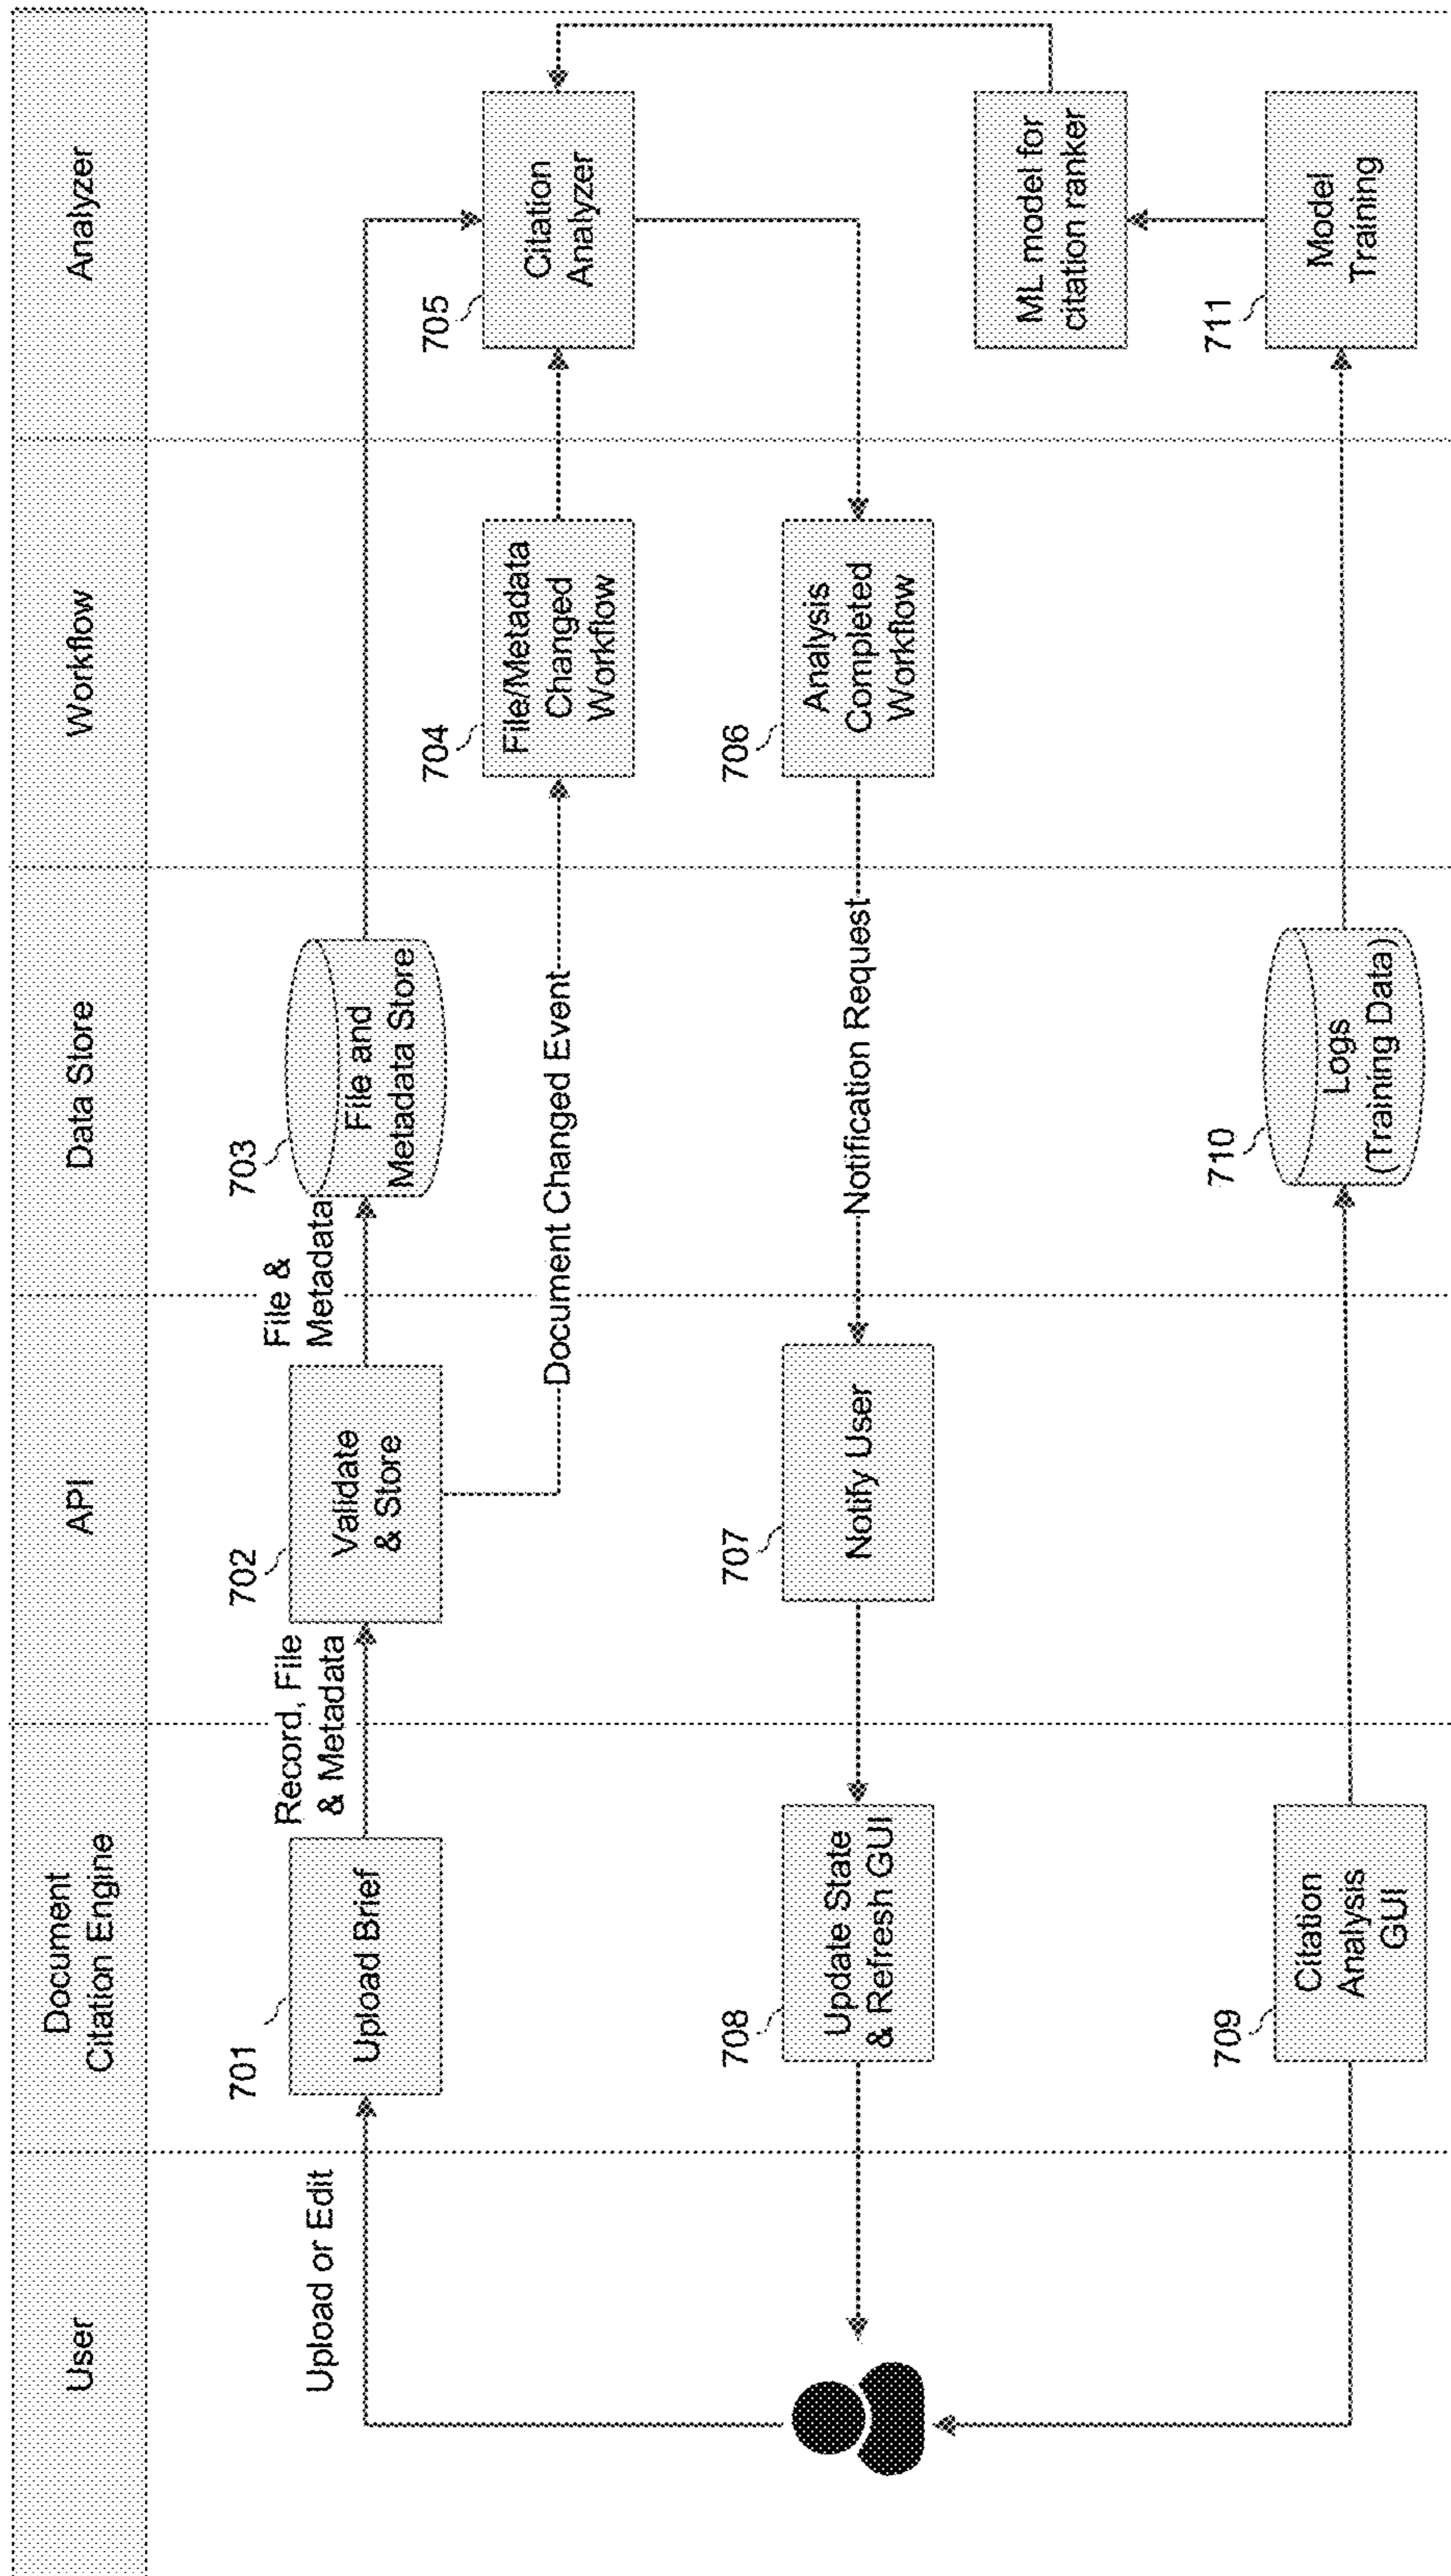 User
Document
Citation Engine
API
Data Store
Workflow
Analyzer
Upload or Edit
701
Upload Brief
Record, File
& Metadata
702
Validate
& Store
File &
Metadata
703
File and
Metadata Store
Document Changed Event
704
File/Metadata
Changed
Workflow
705
Citation
Analyzer
708
Update State
& Refresh GUI
707
Notify User
Notification Request
706
Analysis
Completed
Workflow
ML model for
citation ranker
709
Citation
Analysis
GUI
710
Logs
(Training Data)
711
Model
Training